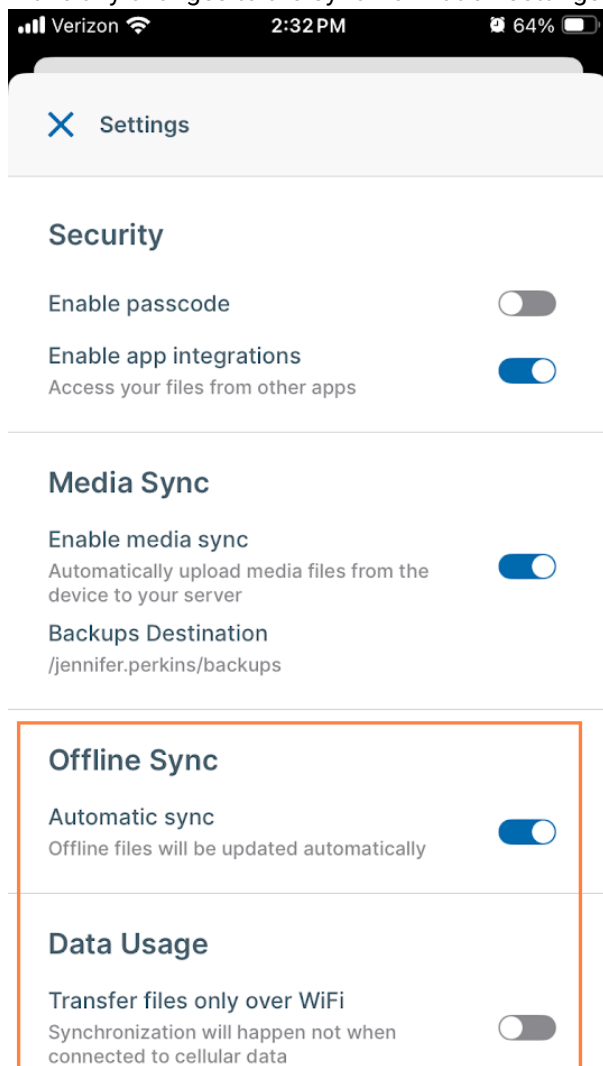 Verizon 2:32 PM 64%
Settings
Security
Enable passcode
Enable app integrations
Access your files from other apps
Media Sync
Enable media sync
Automatically upload media files from the
device to your server
Backups Destination
/jennifer.perkins/backups
Offline Sync
Automatic sync
Offline files will be updated automatically
Data Usage
Transfer files only over WiFi
Synchronization will happen not when
connected to cellular data